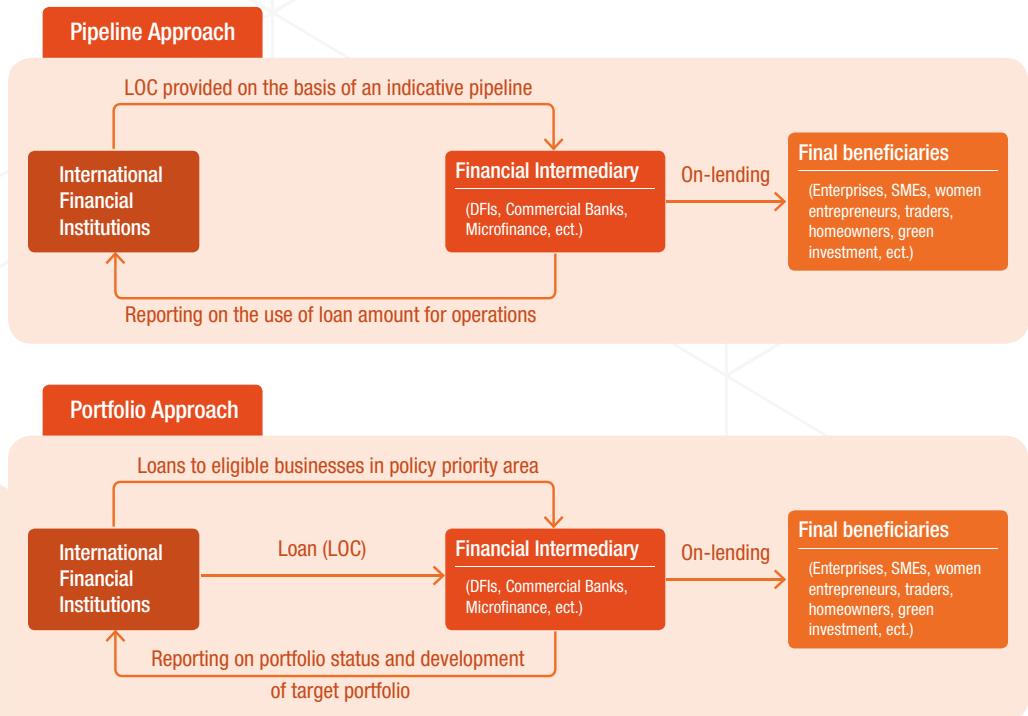 Pipeline Approach
LOC provided on the basis of an indicative pipeline
International
Financial
Institutions
Financial Intermediary
(DFIs, Commercial Banks,
Microfinance, ect.)
On-lending
Final beneficiaries
(Enterprises, SMEs, women
entrepreneurs, traders,
homeowners, green
investment, ect.)
Reporting on the use of loan amount for operations
Portfolio Approach
Loans to eligible businesses in policy priority area
International
Financial
Institutions
Loan (LOC)
Financial Intermediary
(DFIs, Commercial Banks,
Microfinance, ect.)
On-lending
Final beneficiaries
(Enterprises, SMEs, women
entrepreneurs, traders,
homeowners, green
investment, ect.)
Reporting on portfolio status and development
of target portfolio